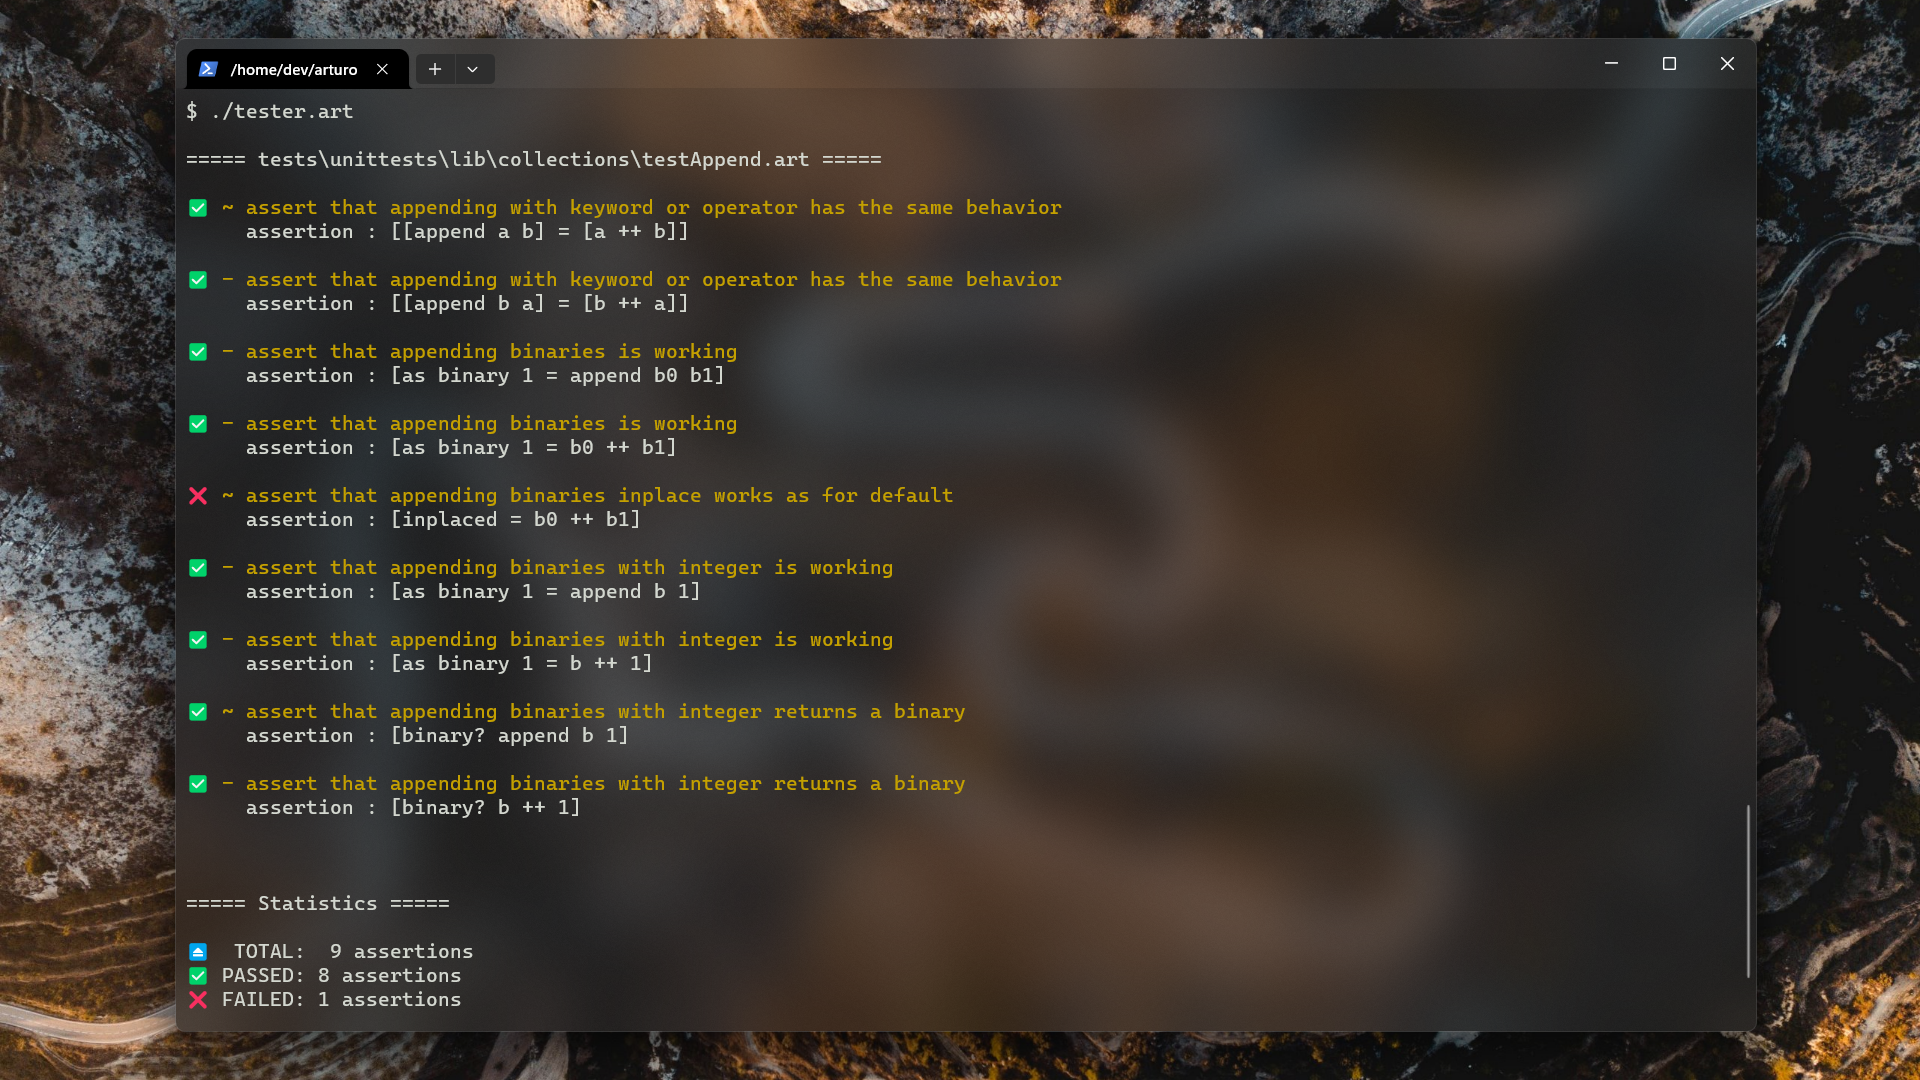 /home/dev/arturo
$ ./tester.art
===== tests\unittests\lib\collections\testAppend.art =====
✅ ~ assert that appending with keyword or operator has the same behavior
assertion : [[append a b] = [a ++ b]]
✅ - assert that appending with keyword or operator has the same behavior
assertion : [[append b a] = [b ++ a]]
✅ - assert that appending binaries is working
assertion : [as binary 1 = append b0 b1]
✅ - assert that appending binaries is working
assertion : [as binary 1 = b0 ++ b1]
❌ ~ assert that appending binaries inplace works as for default
assertion : [inplaced = b0 ++ b1]
✅ - assert that appending binaries with integer is working
assertion : [as binary 1 = append b 1]
✅ - assert that appending binaries with integer is working
assertion : [as binary 1 = b ++ 1]
✅ ~ assert that appending binaries with integer returns a binary
assertion : [binary? append b 1]
✅ - assert that appending binaries with integer returns a binary
assertion : [binary? b ++ 1]
===== Statistics =====
⏏️ TOTAL: 9 assertions
✅ PASSED: 8 assertions
❌ FAILED: 1 assertions